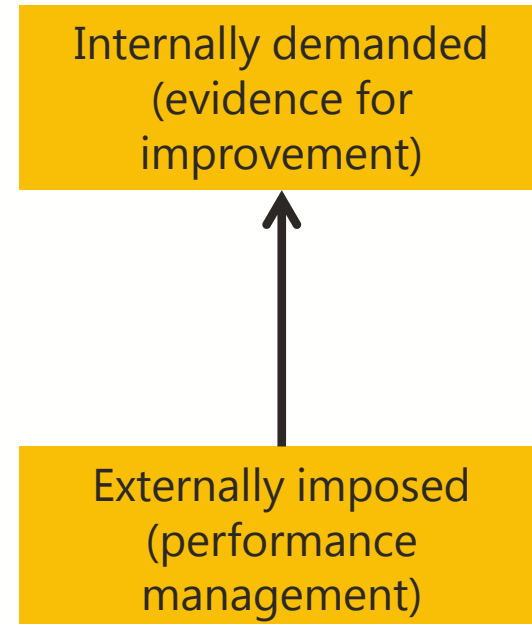 Internally demanded
(evidence for
improvement)
Externally imposed
(performance
management)